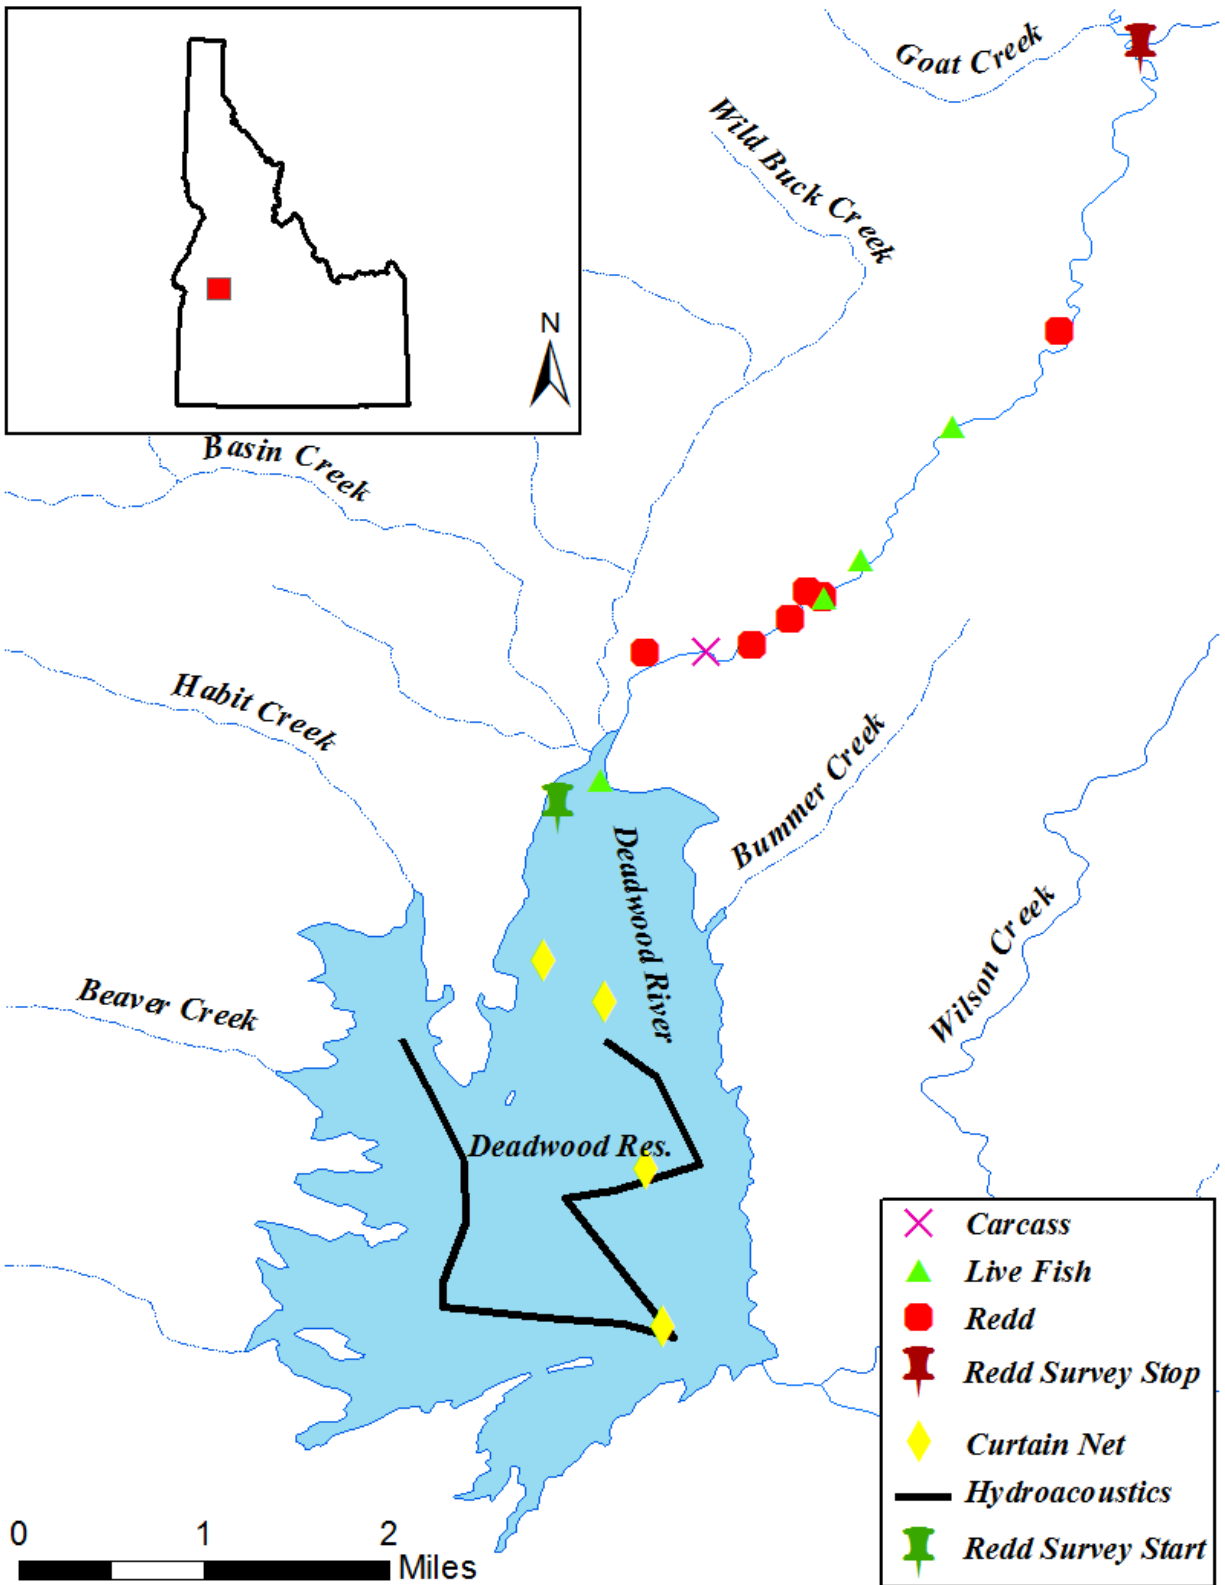 Goat Creek
Wild Buck Creek
N
Basin Creek
Habit Creek
Bummer Creek
Deadwood River
Wilson Creek
Beaver Creek
Deadwood Res.
Carcass
Live Fish
Redd
Redd Survey Stop
Curtain Net
Hydroacoustics
Redd Survey Start
0 1 2
Miles